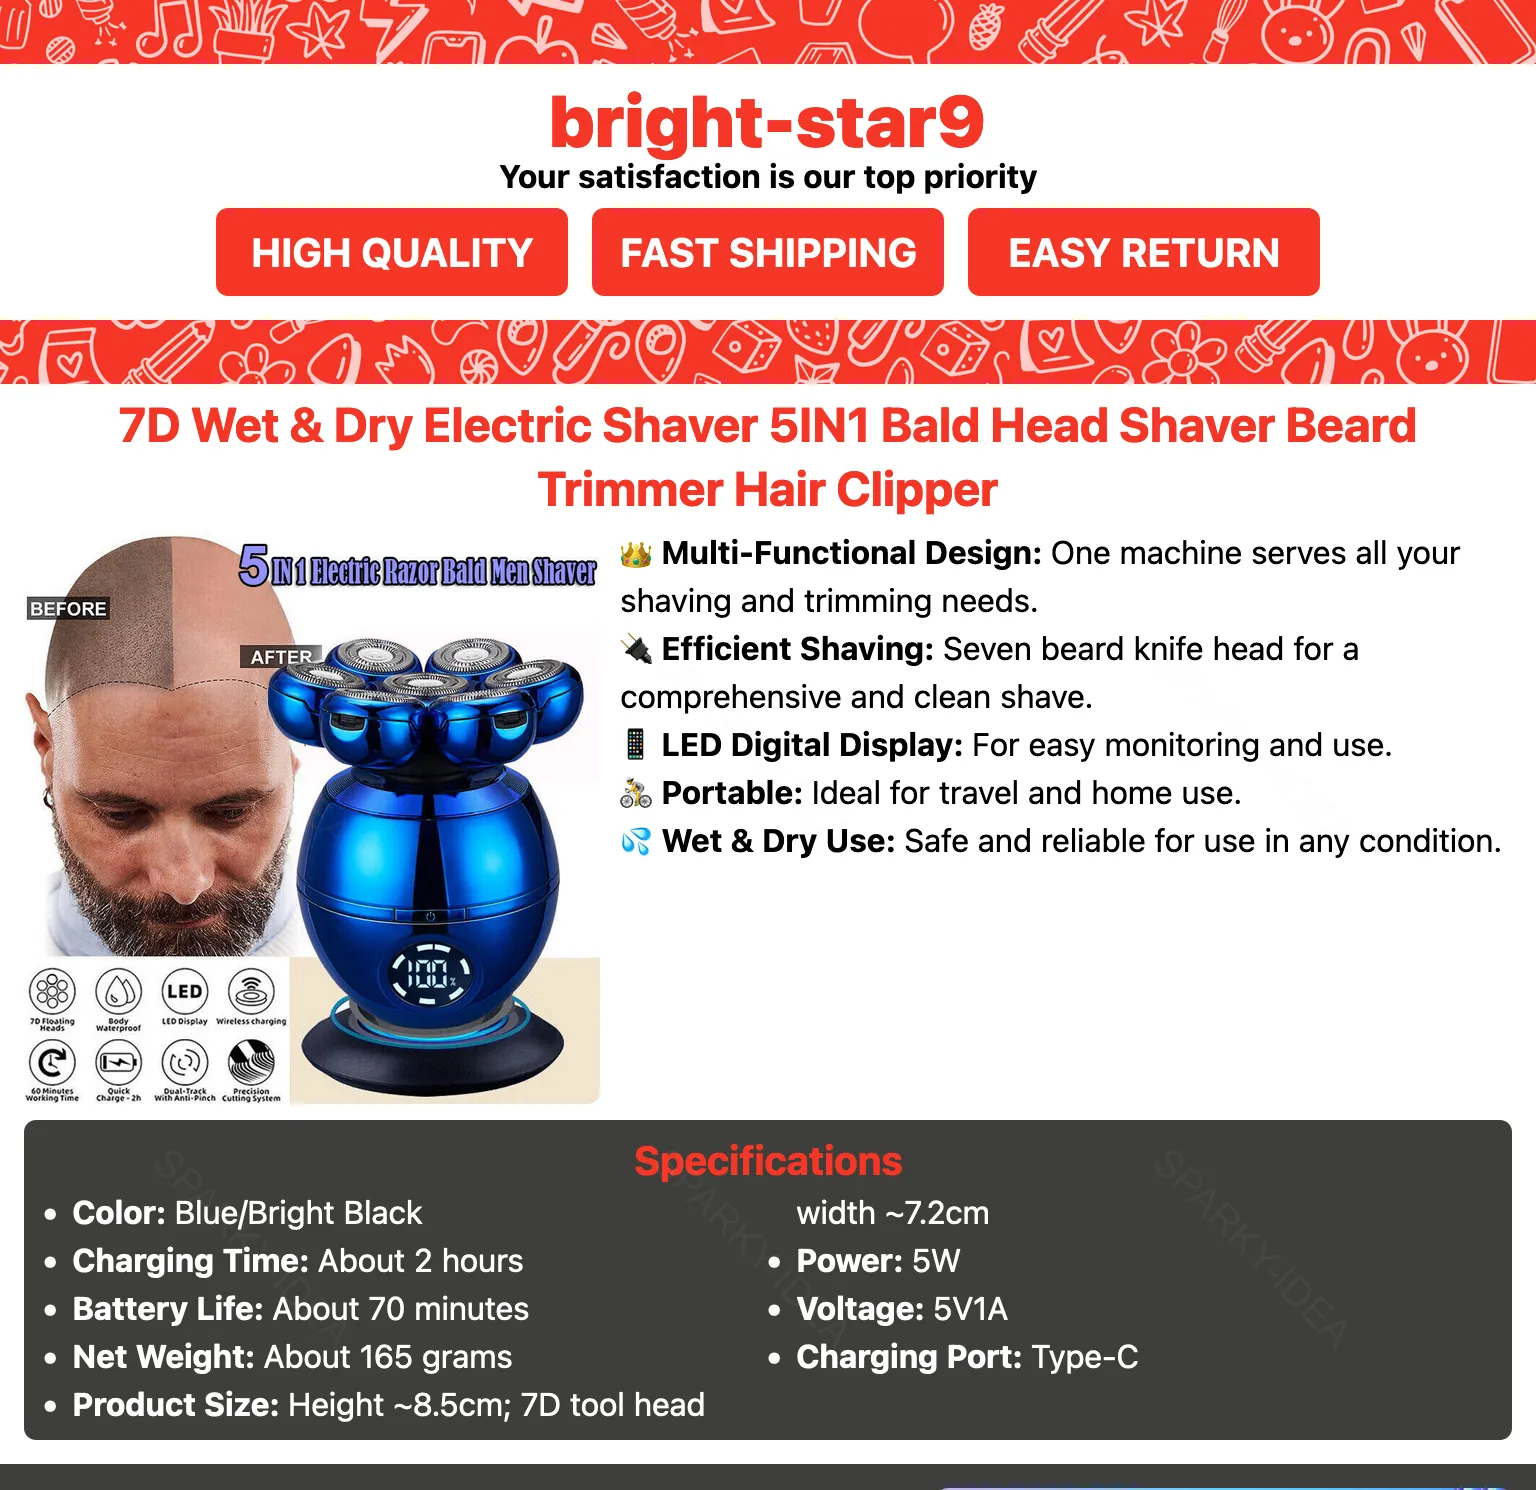 bright-star9
Your satisfaction is our top priority
HIGH QUALITY
FAST SHIPPING
EASY RETURN
7D Wet & Dry Electric Shaver 5IN1 Bald Head Shaver Beard
Trimmer Hair Clipper
5 IN 1 Electric Razor Bald Men Shaver
BEFORE
AFTER
100%
7D Floating
Heads
Body
Waterproof
LED
LED Display
Wireless charging
60 Minutes
Working Time
Quick
Charge - 2h
Dual-Track
With Anti-Pinch
Precision
Cutting System
👑 Multi-Functional Design: One machine serves all your
shaving and trimming needs.
🔌 Efficient Shaving: Seven beard knife head for a
comprehensive and clean shave.
📱 LED Digital Display: For easy monitoring and use.
🚴 Portable: Ideal for travel and home use.
💦 Wet & Dry Use: Safe and reliable for use in any condition.
Specifications
• Color: Blue/Bright Black
• Charging Time: About 2 hours
• Battery Life: About 70 minutes
• Net Weight: About 165 grams
• Product Size: Height ~8.5cm; 7D tool head
width ~7.2cm
• Power: 5W
• Voltage: 5V1A
• Charging Port: Type-C
SPARKY-IDEA
SPARKY-IDEA
SPARKY-IDEA